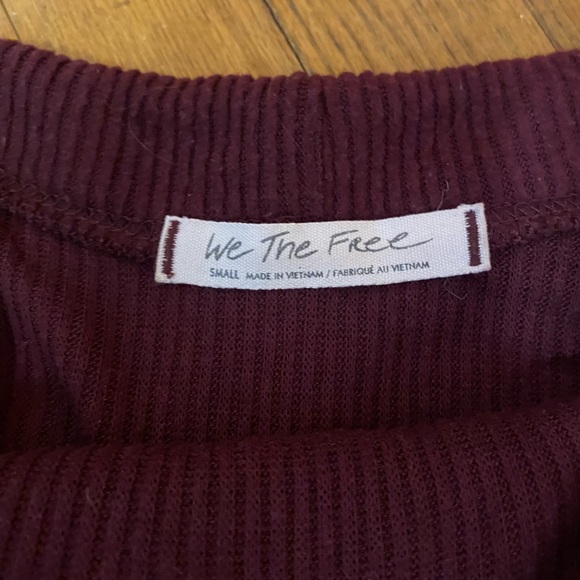 We The Free
SMALL MADE IN VIETNAM / FABRIQUÉ AU VIETNAM